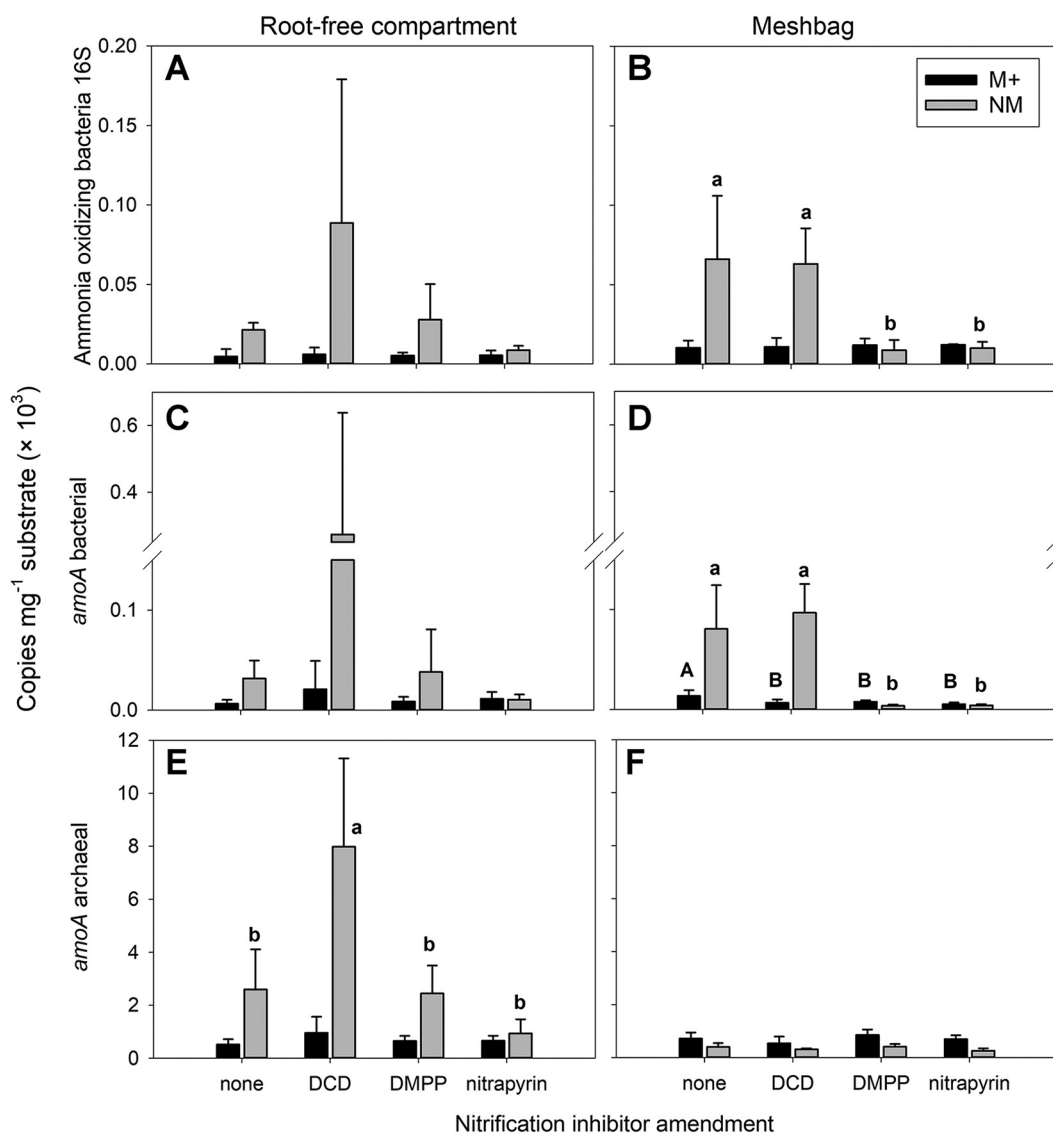 Root-free compartment
Meshbag
Copies mg-1 substrate (× 10³)
Ammonia oxidizing bacteria 16S
0.20
0.15
0.10
0.05
0.00
A
B
M+
NM
a
a
b
b
amoA bacterial
0.6
0.4
0.1
0.0
C
D
A
a
B
a
B
b
B
b
amoA archaeal
12
10
8
6
4
2
0
E
b
a
b
b
F
none DCD DMPP nitrapyrin
none DCD DMPP nitrapyrin
Nitrification inhibitor amendment